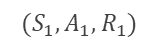 (S₁, A₁, R₁)